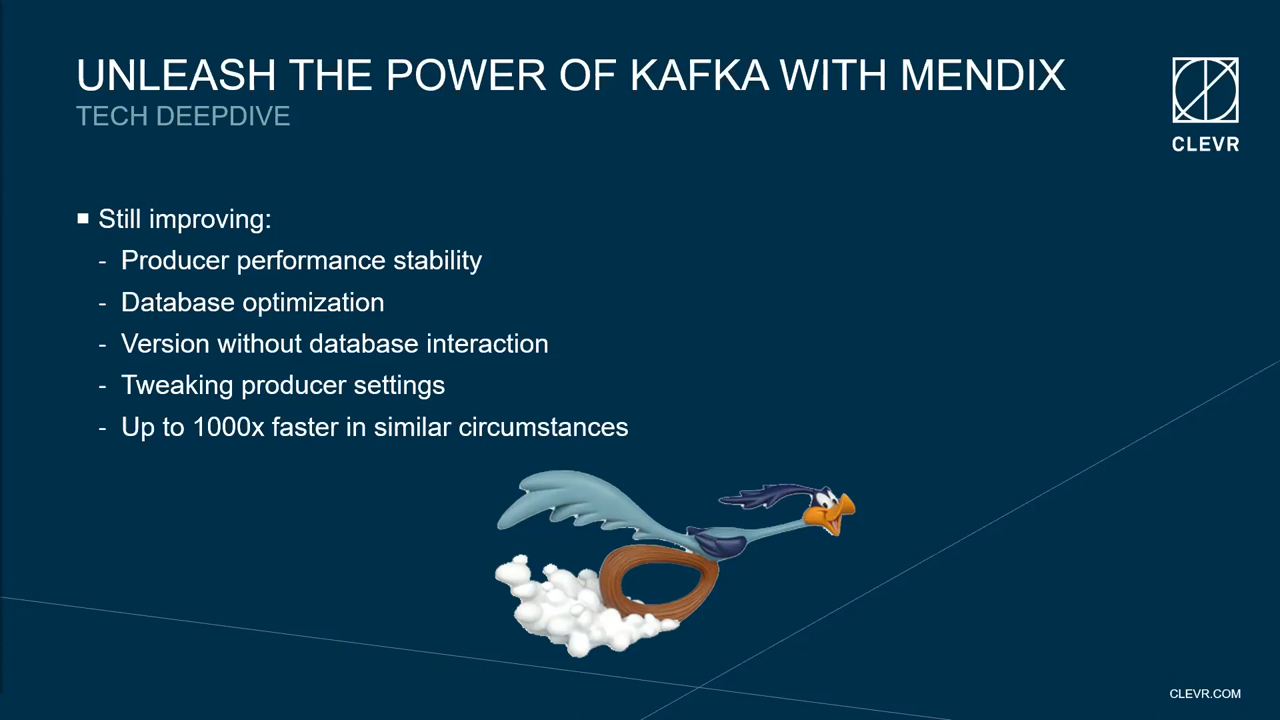 UNLEASH THE POWER OF KAFKA WITH MENDIX
TECH DEEPDIVE
CLEVR
▪ Still improving:
- Producer performance stability
- Database optimization
- Version without database interaction
- Tweaking producer settings
- Up to 1000x faster in similar circumstances
CLEVR.COM